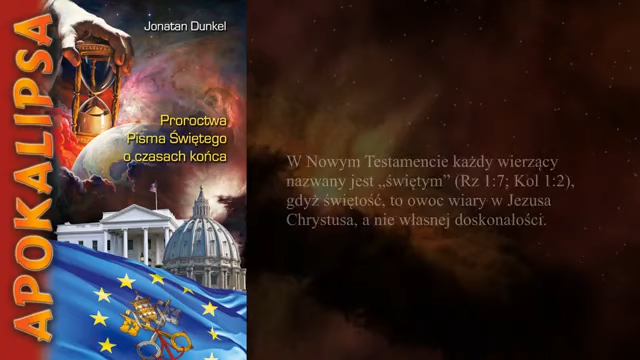 Jonatan Dunkel
APOKALIPSA
Proroctwa
Pisma Świętego
o czasach końca
W Nowym Testamencie każdy wierzący
nazwany jest „świętym” (Rz 1:7; Kol 1:2),
gdyż świętość, to owoc wiary w Jezusa
Chrystusa, a nie własnej doskonałości.